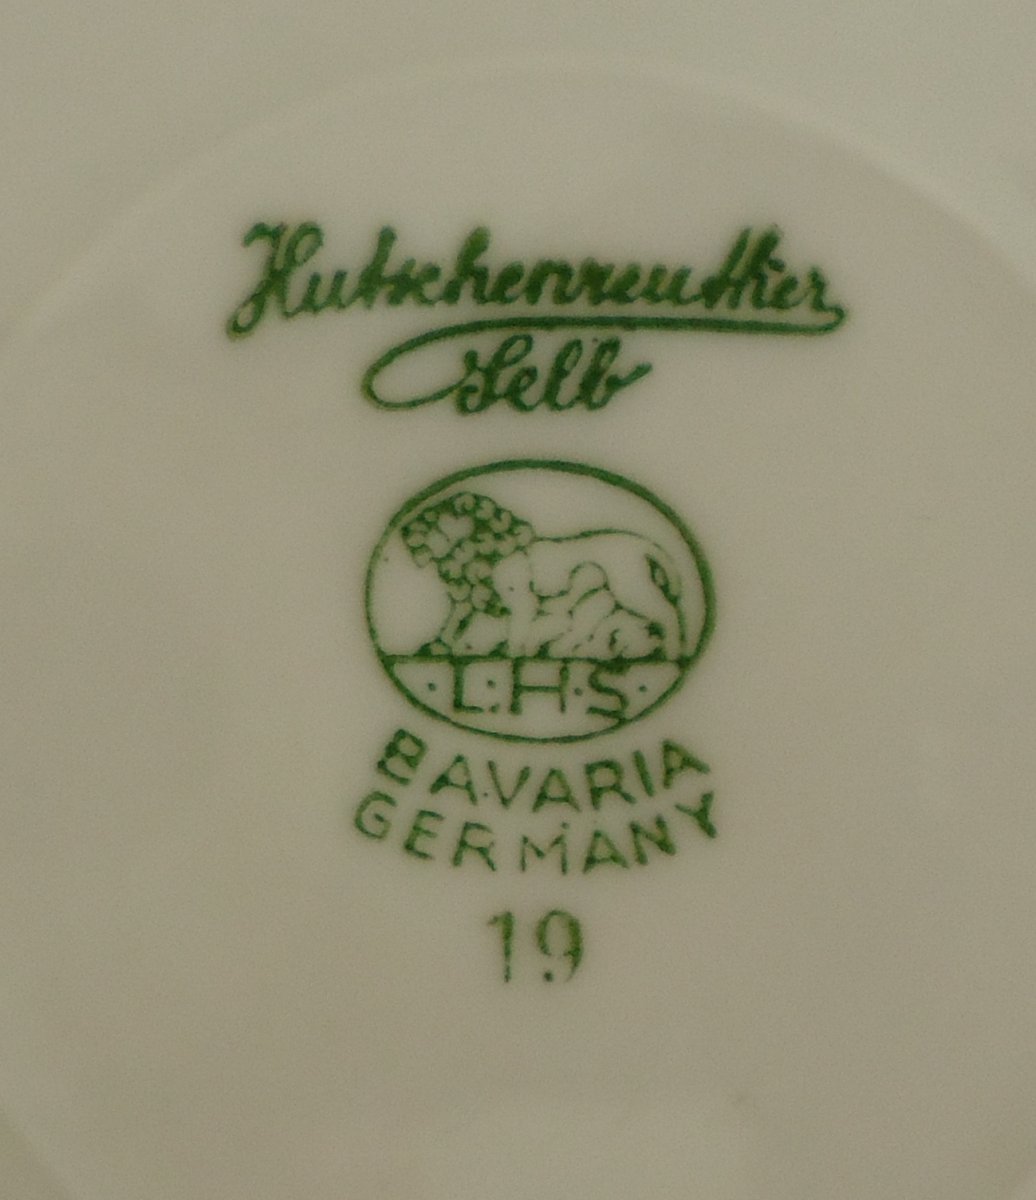 Hutschenreuther
Selb
L·H·S
BAVARIA
GERMANY
19